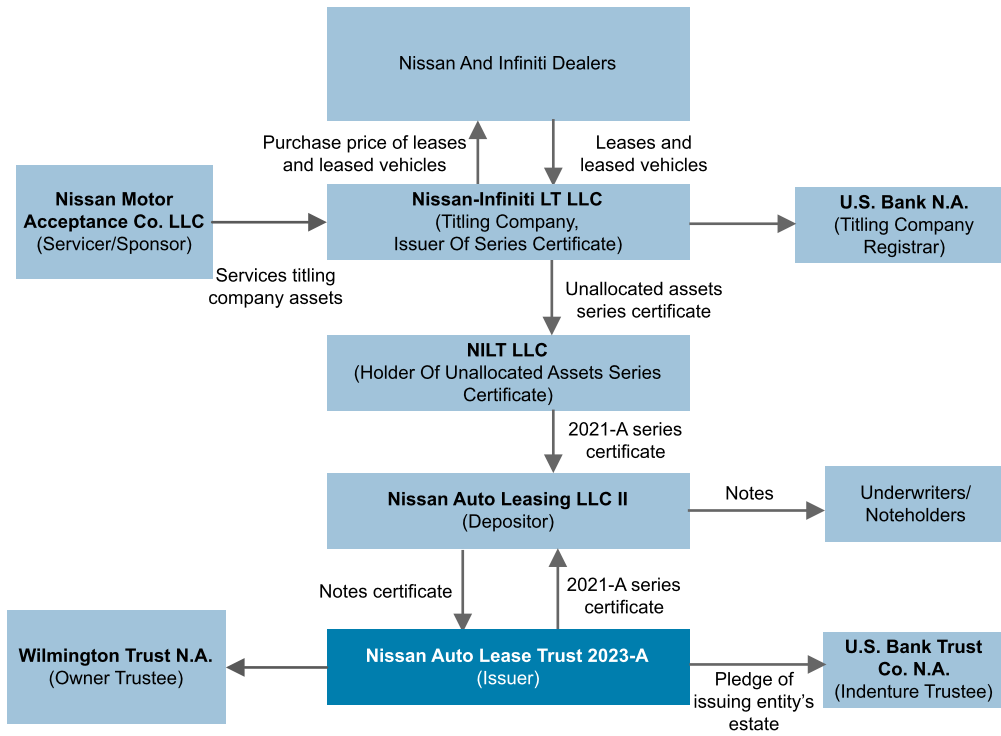 Nissan And Infiniti Dealers
Purchase price of leases
and leased vehicles
Leases and
leased vehicles
Nissan Motor
Acceptance Co. LLC
(Servicer/Sponsor)
Nissan-Infiniti LT LLC
(Titling Company,
Issuer Of Series Certificate)
U.S. Bank N.A.
(Titling Company
Registrar)
Services titling
company assets
Unallocated assets
series certificate
NILT LLC
(Holder Of Unallocated Assets Series
Certificate)
2021-A series
certificate
Nissan Auto Leasing LLC II
(Depositor)
Notes
Underwriters/
Noteholders
Notes certificate
2021-A series
certificate
Wilmington Trust N.A.
(Owner Trustee)
Nissan Auto Lease Trust 2023-A
(Issuer)
Pledge of
issuing entity's
estate
U.S. Bank Trust
Co. N.A.
(Indenture Trustee)